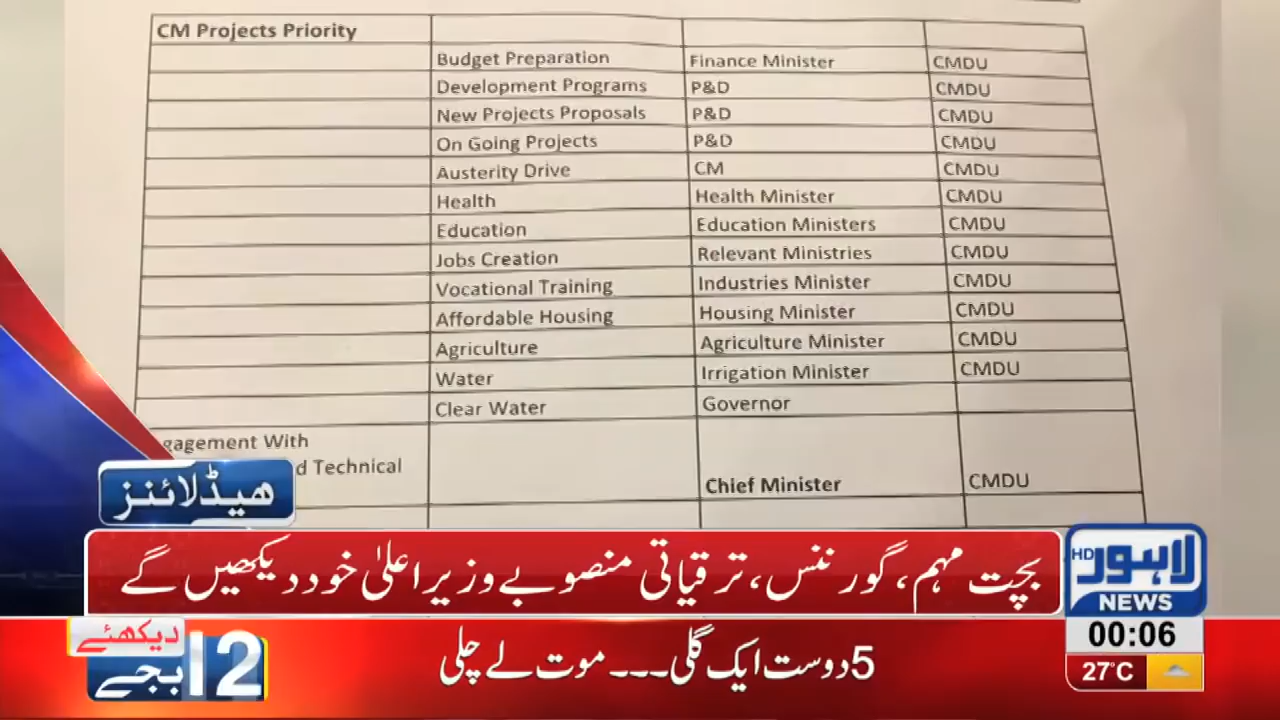 CM Projects Priority
Budget Preparation Finance Minister CMDU
Development Programs P&D CMDU
New Projects Proposals P&D CMDU
On Going Projects P&D CMDU
Austerity Drive CM CMDU
Health Health Minister CMDU
Education Education Ministers CMDU
Jobs Creation Relevant Ministries CMDU
Vocational Training Industries Minister CMDU
Affordable Housing Housing Minister CMDU
Agriculture Agriculture Minister CMDU
Water Irrigation Minister CMDU
Clear Water Governor
gagement With
d Technical
Chief Minister CMDU
ھیڈلائنز
بچت مہم، گورننس، ترقیاتی منصوبے وزیراعلیٰ خود دیکھیں گے
HD لاہور
NEWS
00:06
27°C
دیکھئے
12 بجے
5 دوست ایک گلی۔۔۔ موت لے چلی